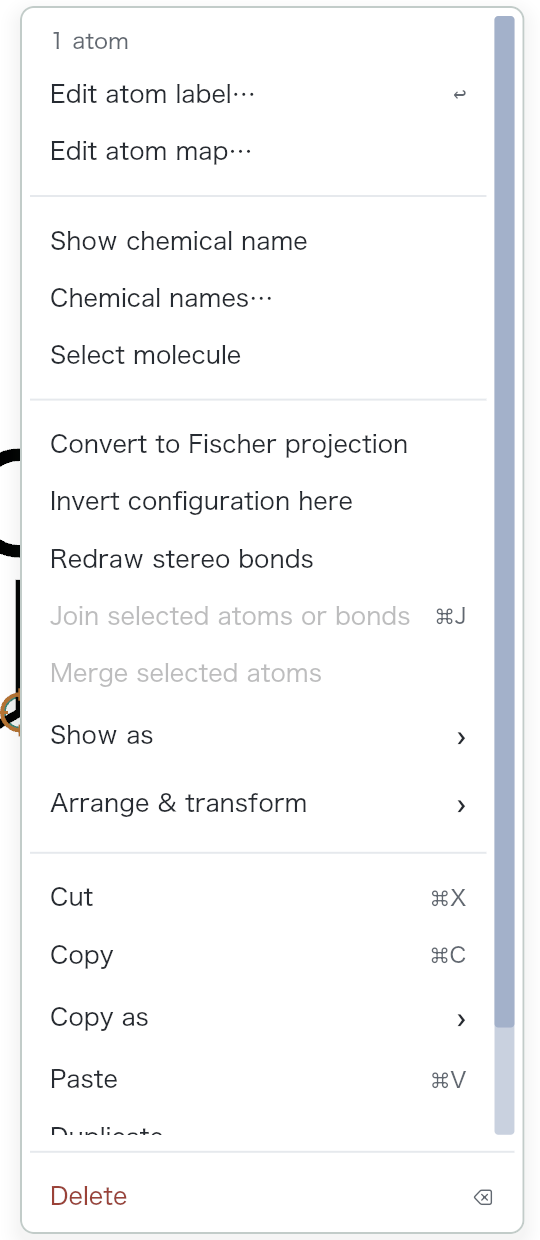 1 atom
Edit atom label⋯ ↩
Edit atom map⋯
Show chemical name
Chemical names⋯
Select molecule
Convert to Fischer projection
Invert configuration here
Redraw stereo bonds
Join selected atoms or bonds ⌘J
Merge selected atoms
Show as ›
Arrange & transform ›
Cut ⌘X
Copy ⌘C
Copy as ›
Paste ⌘V
Duplicate
Delete ⌫